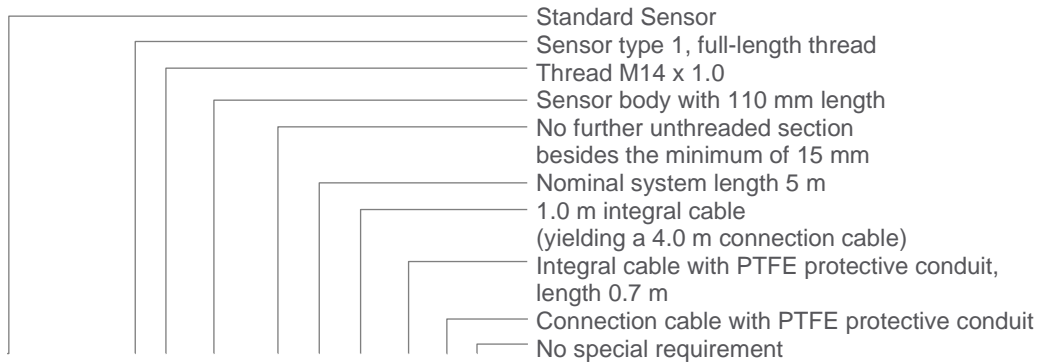 Standard Sensor
Sensor type 1, full-length thread
Thread M14 x 1.0
Sensor body with 110 mm length
No further unthreaded section
besides the minimum of 15 mm
Nominal system length 5 m
1.0 m integral cable
(yielding a 4.0 m connection cable)
Integral cable with PTFE protective conduit,
length 0.7 m
Connection cable with PTFE protective conduit
No special requirement